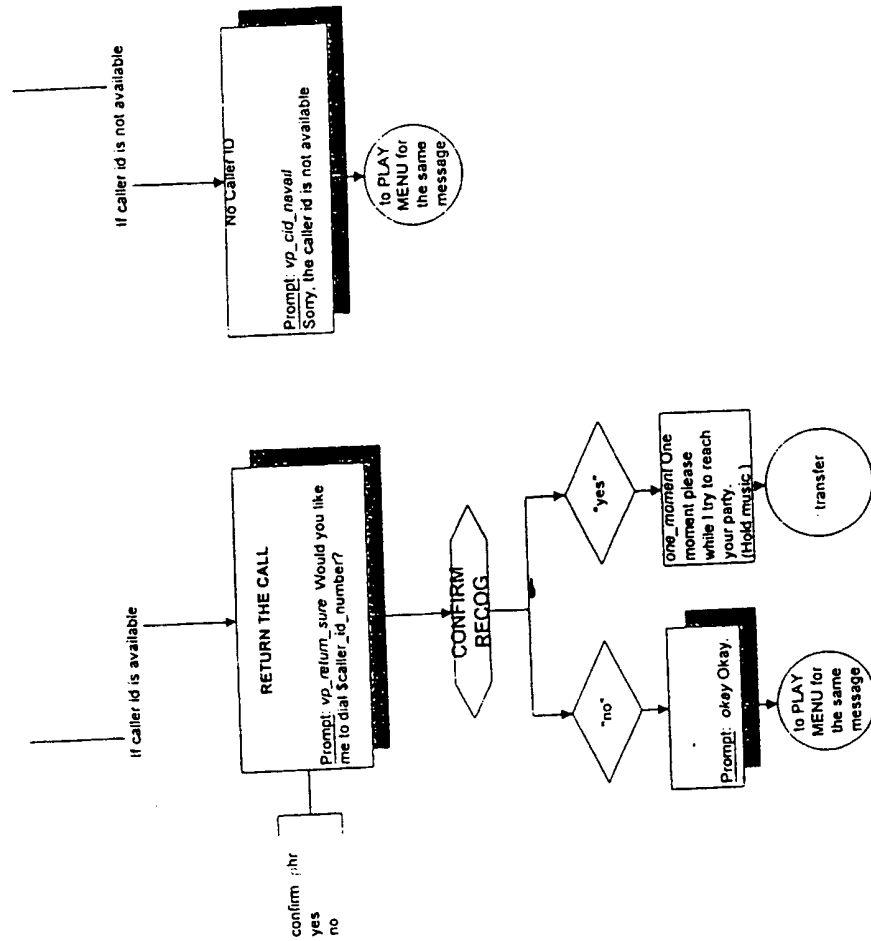 If caller id is available
RETURN THE CALL
Prompt: vp_return_sure Would you like
me to dial $caller_id_number?
confirm phr
yes
no
CONFIRM
RECOG
"no"
Prompt: okay Okay.
to PLAY
MENU for
the same
message
"yes"
one_moment One
moment please
while I try to reach
your party.
(Hold music )
transfer
If caller id is not available
No Caller ID
Prompt: vp_cid_navail
Sorry, the caller id is not available
to PLAY
MENU for
the same
message